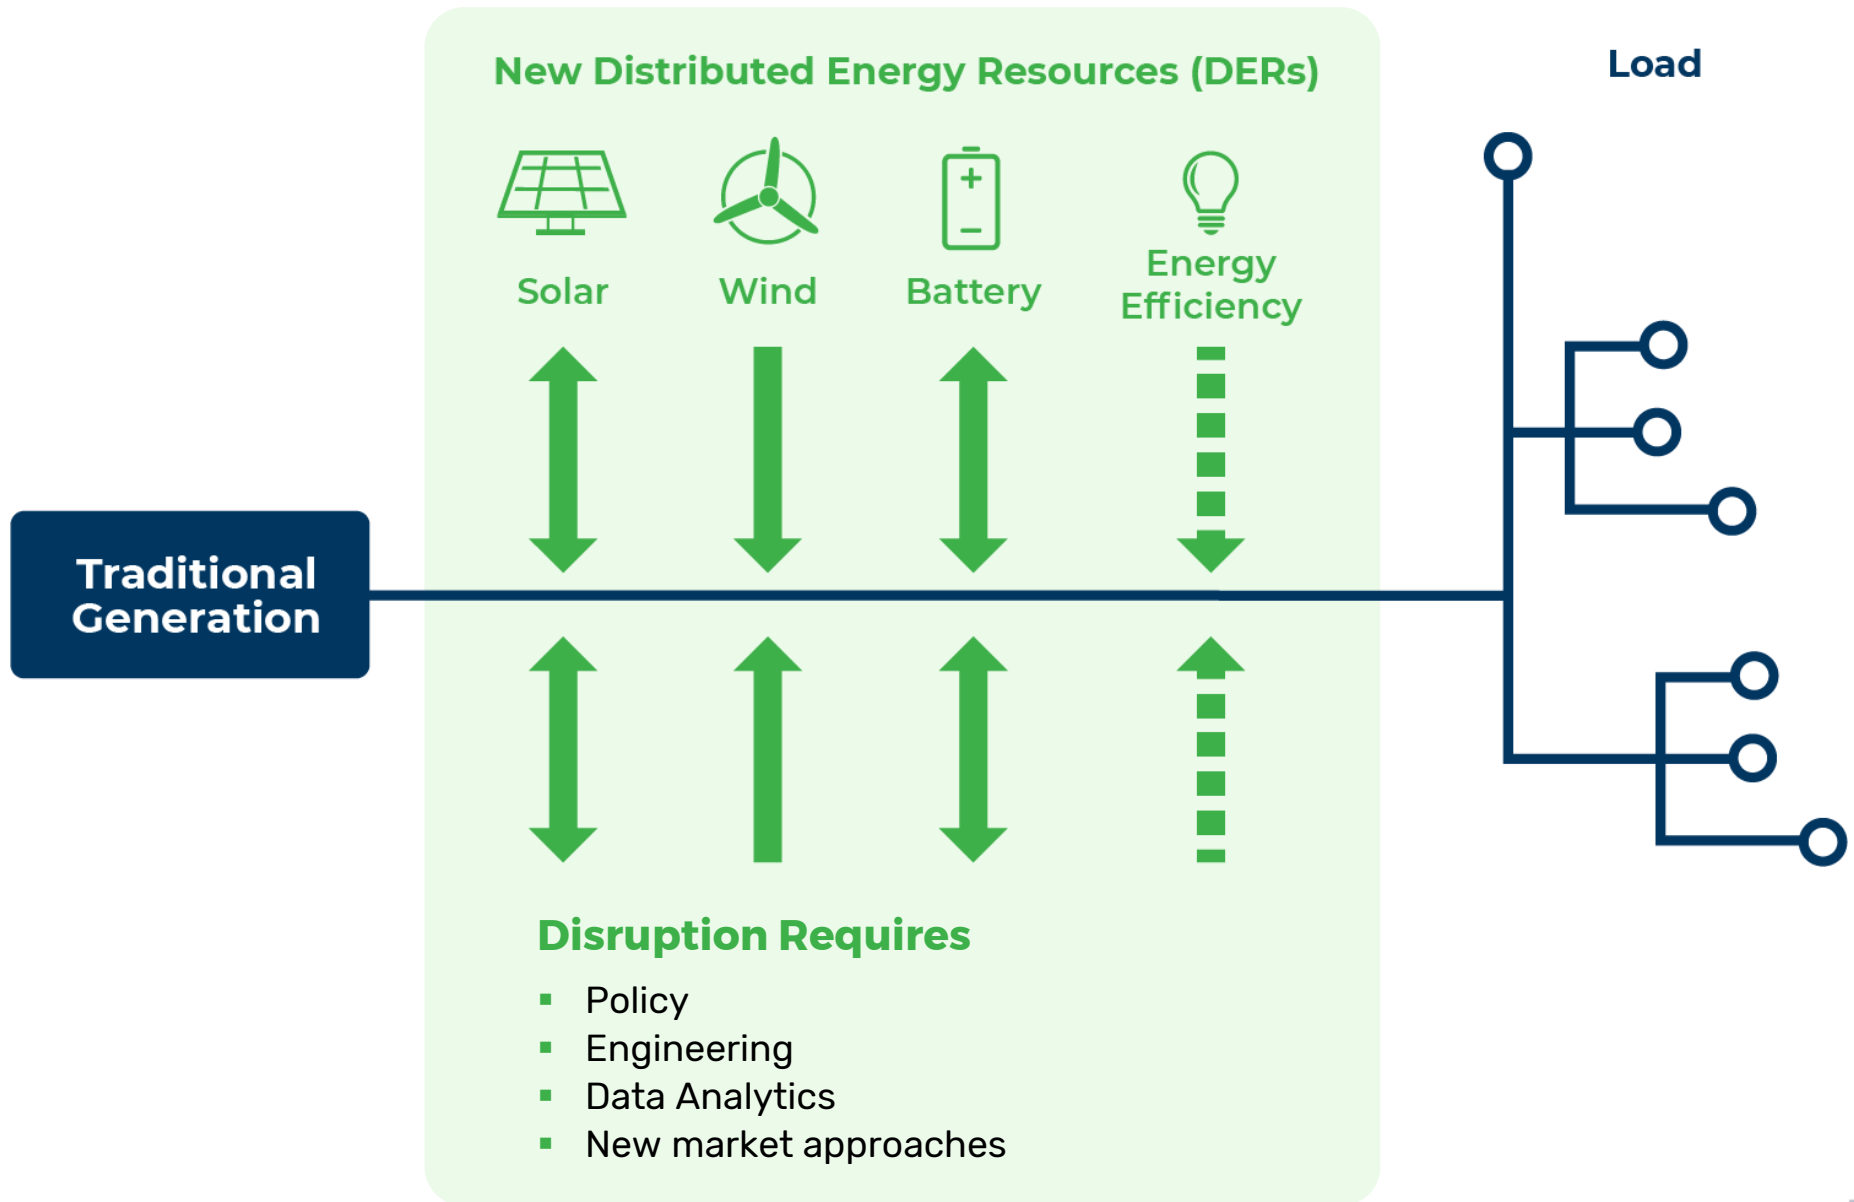 New Distributed Energy Resources (DERs)
Load
Solar
Wind
Battery
Energy
Efficiency
Traditional
Generation
Disruption Requires
▪ Policy
▪ Engineering
▪ Data Analytics
▪ New market approaches